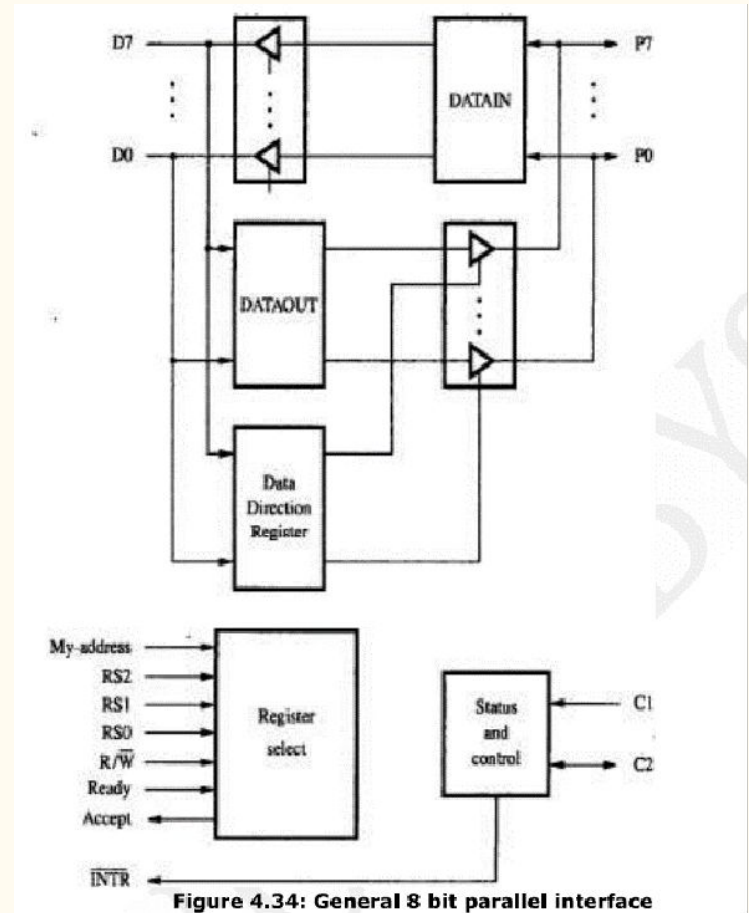 D7
P7
DATAIN
D0
P0
DATAOUT
Data
Direction
Register
My-address
RS2
RS1
RS0
R/W̅
Ready
Accept
Register
select
Status
and
control
C1
C2
I̅N̅T̅R̅
Figure 4.34: General 8 bit parallel interface